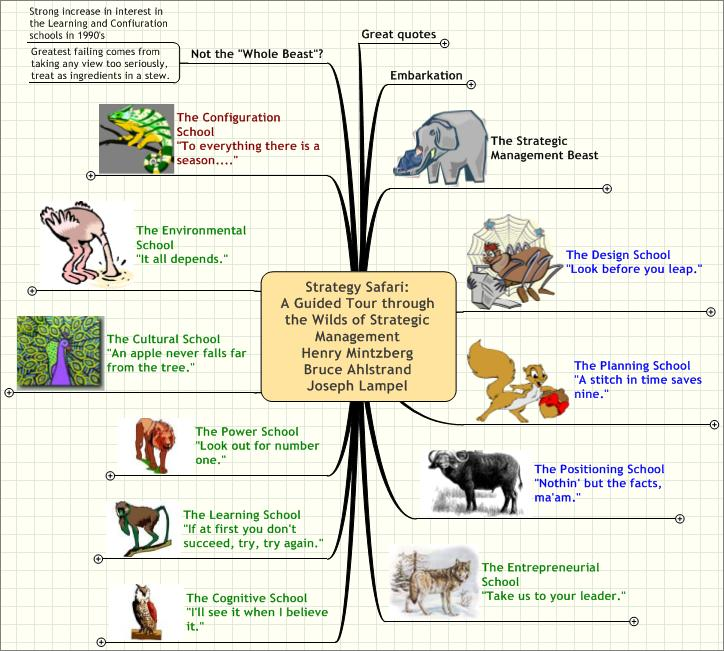 Strong increase in interest in
the Learning and Confiuration
schools in 1990's
Greatest failing comes from
taking any view too seriously,
treat as ingredients in a stew.
Not the "Whole Beast"?
Great quotes
Embarkation
The Configuration
School
"To everything there is a
season...."
The Strategic
Management Beast
The Environmental
School
"It all depends."
The Design School
"Look before you leap."
Strategy Safari:
A Guided Tour through
the Wilds of Strategic
Management
Henry Mintzberg
Bruce Ahlstrand
Joseph Lampel
The Cultural School
"An apple never falls far
from the tree."
The Planning School
"A stitch in time saves
nine."
The Power School
"Look out for number
one."
The Positioning School
"Nothin' but the facts,
ma'am."
The Learning School
"If at first you don't
succeed, try, try again."
The Entrepreneurial
School
"Take us to your leader."
The Cognitive School
"I'll see it when I believe
it."